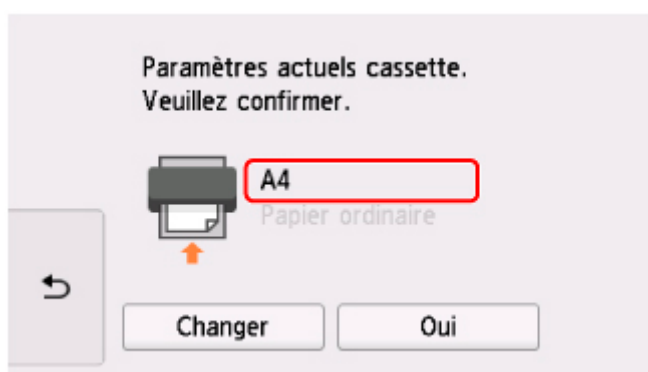 Paramètres actuels cassette.
Veuillez confirmer.
A4
Papier ordinaire
Changer
Oui